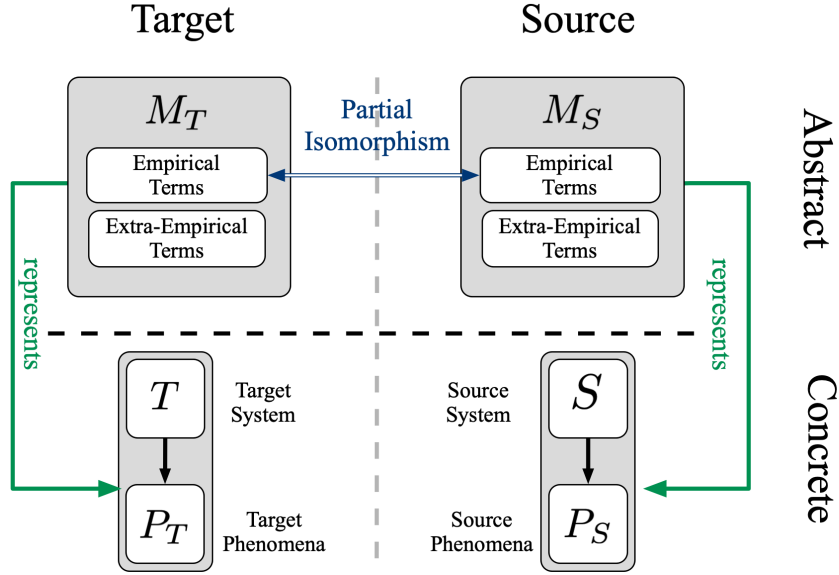 Target
Source
M_T
Partial
Isomorphism
M_S
Empirical
Terms
Empirical
Terms
Extra-Empirical
Terms
Extra-Empirical
Terms
represents
represents
Abstract
T
Target
System
Source
System
S
P_T
Target
Phenomena
Source
Phenomena
P_S
Concrete